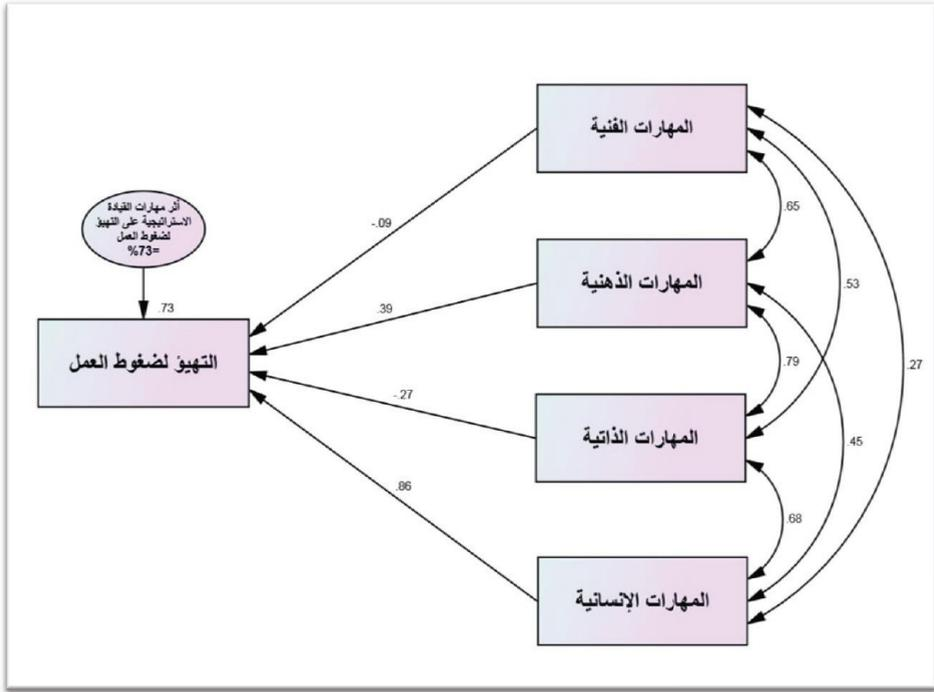 المهارات الفنية
-.09
.65
أثر مهارات القيادة
الاستراتيجية على التهيؤ
لضغوط العمل
%73=
.73
المهارات الذهنية
.39
.53
التهيؤ لضغوط العمل
.79
.27
-.27
المهارات الذاتية
.45
.86
.68
المهارات الإنسانية